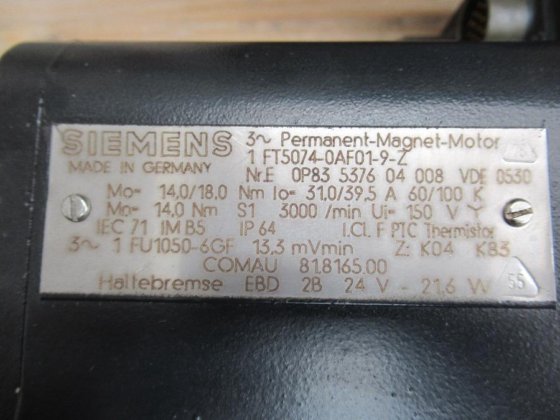 SIEMENS 3~ Permanent-Magnet-Motor
1 FT5074-0AF01-9-Z
MADE IN GERMANY Nr.E 0P83 5376 04 008 VDE 0530
Mo= 14,0/18,0 Nm Io= 31,0/39,5 A 60/100 K
Mo= 14,0 Nm S1 3000 /min Ui= 150 V Y
IEC 71 IM B5 IP 64 I.Cl. F PTC Thermistor
3~ 1 FU1050-6GF 13,3 mVmin Z: K04 K83
COMAU 81.8165.00
Haltebremse EBD 2B 24 V - 21,6 W
55